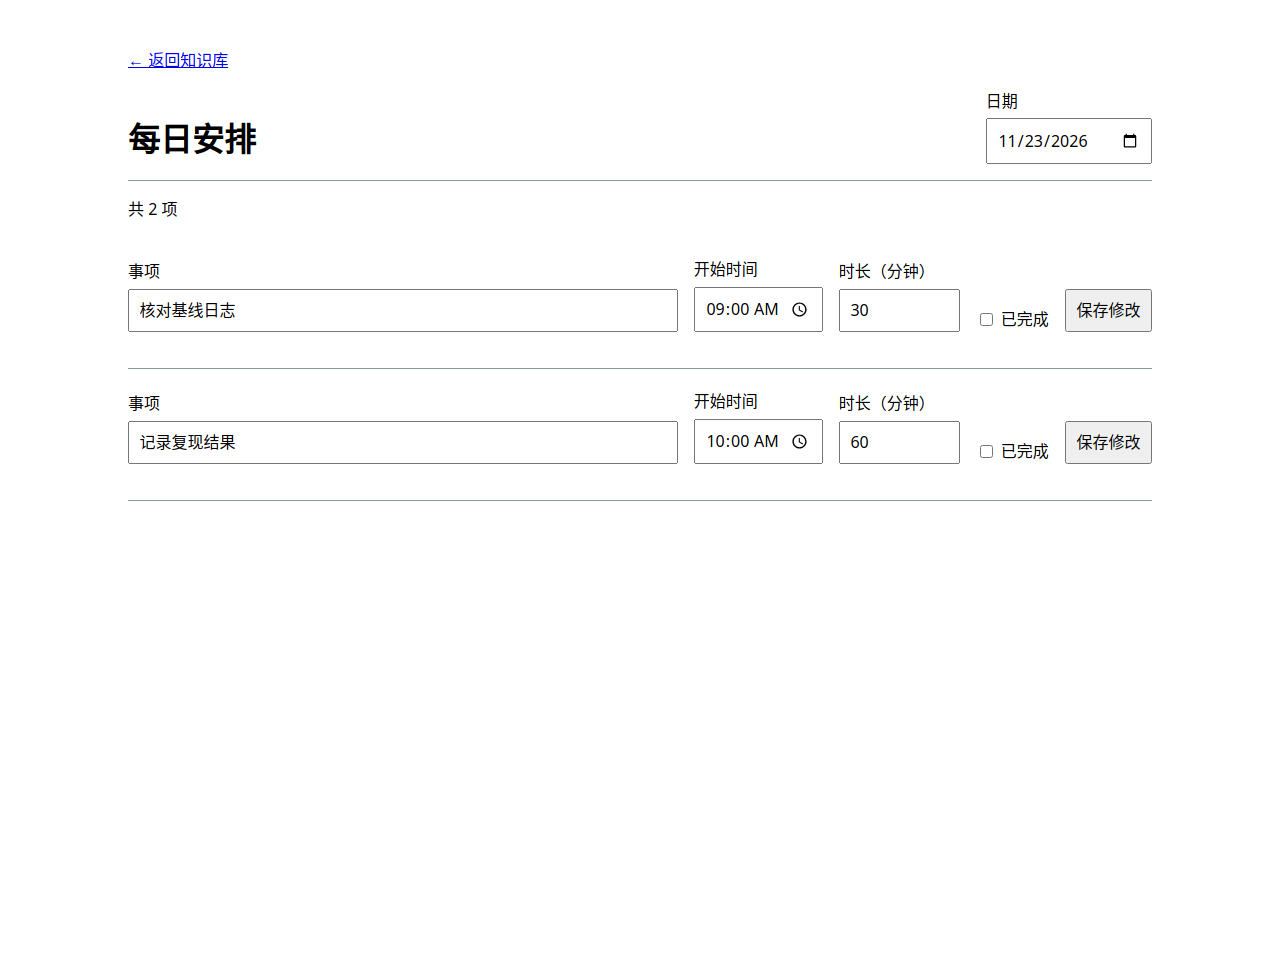 ← 返回知识库
日期
每日安排
11/23/2026
共 2 项
事项 开始时间 时长（分钟）
核对基线日志 09:00 AM 30 已完成 保存修改
事项 开始时间 时长（分钟）
记录复现结果 10:00 AM 60 已完成 保存修改